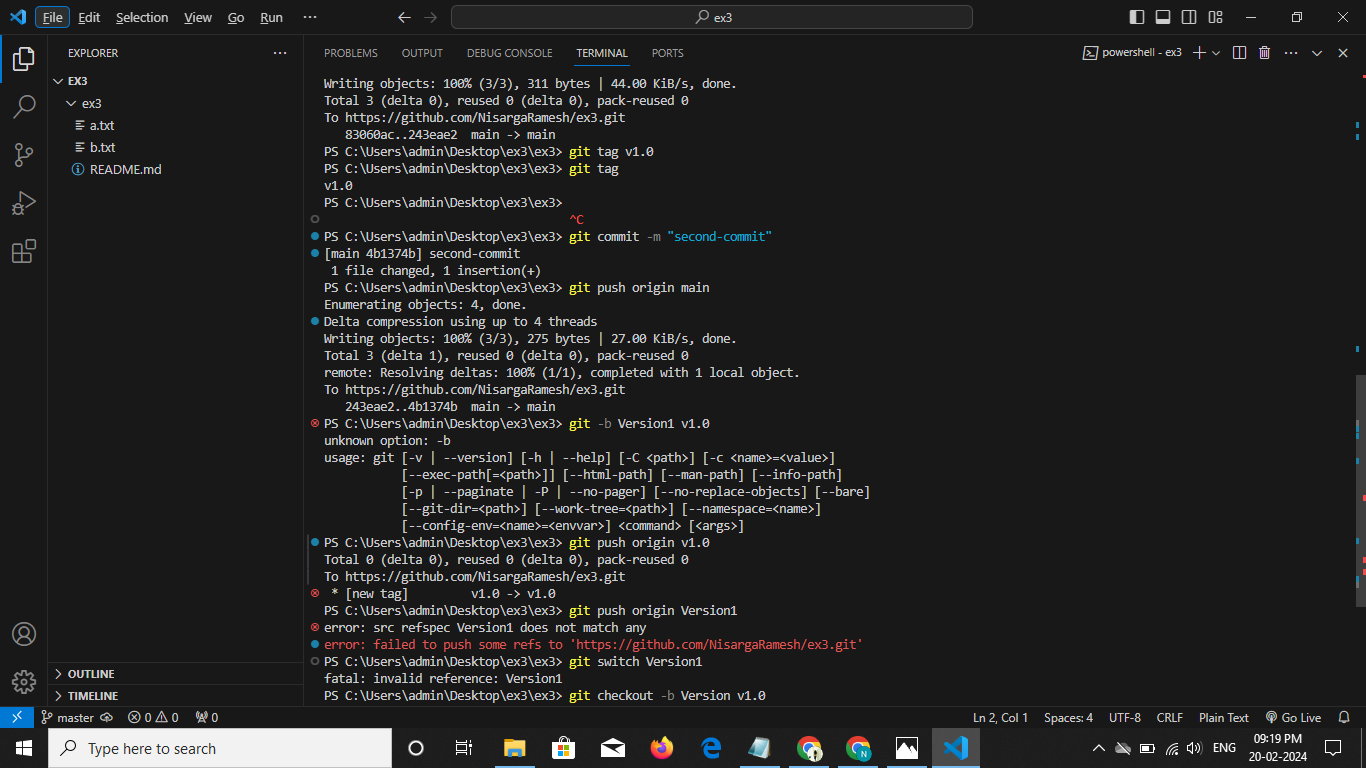 File Edit Selection View Go Run ··· ex3
EXPLORER ···
EX3
ex3
a.txt
b.txt
README.md
OUTLINE
TIMELINE
PROBLEMS OUTPUT DEBUG CONSOLE TERMINAL PORTS powershell - ex3
Writing objects: 100% (3/3), 311 bytes | 44.00 KiB/s, done.
Total 3 (delta 0), reused 0 (delta 0), pack-reused 0
To https://github.com/NisargaRamesh/ex3.git
83060ac..243eae2 main -> main
PS C:\Users\admin\Desktop\ex3\ex3> git tag v1.0
PS C:\Users\admin\Desktop\ex3\ex3> git tag
v1.0
PS C:\Users\admin\Desktop\ex3\ex3>
^C
PS C:\Users\admin\Desktop\ex3\ex3> git commit -m "second-commit"
[main 4b1374b] second-commit
1 file changed, 1 insertion(+)
PS C:\Users\admin\Desktop\ex3\ex3> git push origin main
Enumerating objects: 4, done.
Delta compression using up to 4 threads
Writing objects: 100% (3/3), 275 bytes | 27.00 KiB/s, done.
Total 3 (delta 1), reused 0 (delta 0), pack-reused 0
remote: Resolving deltas: 100% (1/1), completed with 1 local object.
To https://github.com/NisargaRamesh/ex3.git
243eae2..4b1374b main -> main
PS C:\Users\admin\Desktop\ex3\ex3> git -b Version1 v1.0
unknown option: -b
usage: git [-v | --version] [-h | --help] [-C <path>] [-c <name>=<value>]
[--exec-path[=<path>]] [--html-path] [--man-path] [--info-path]
[-p | --paginate | -P | --no-pager] [--no-replace-objects] [--bare]
[--git-dir=<path>] [--work-tree=<path>] [--namespace=<name>]
[--config-env=<name>=<envvar>] <command> [<args>]
PS C:\Users\admin\Desktop\ex3\ex3> git push origin v1.0
Total 0 (delta 0), reused 0 (delta 0), pack-reused 0
To https://github.com/NisargaRamesh/ex3.git
* [new tag] v1.0 -> v1.0
PS C:\Users\admin\Desktop\ex3\ex3> git push origin Version1
error: src refspec Version1 does not match any
error: failed to push some refs to 'https://github.com/NisargaRamesh/ex3.git'
PS C:\Users\admin\Desktop\ex3\ex3> git switch Version1
fatal: invalid reference: Version1
PS C:\Users\admin\Desktop\ex3\ex3> git checkout -b Version v1.0
master 0 0 0 Ln 2, Col 1 Spaces: 4 UTF-8 CRLF Plain Text Go Live
Type here to search ENG
09:19 PM
20-02-2024